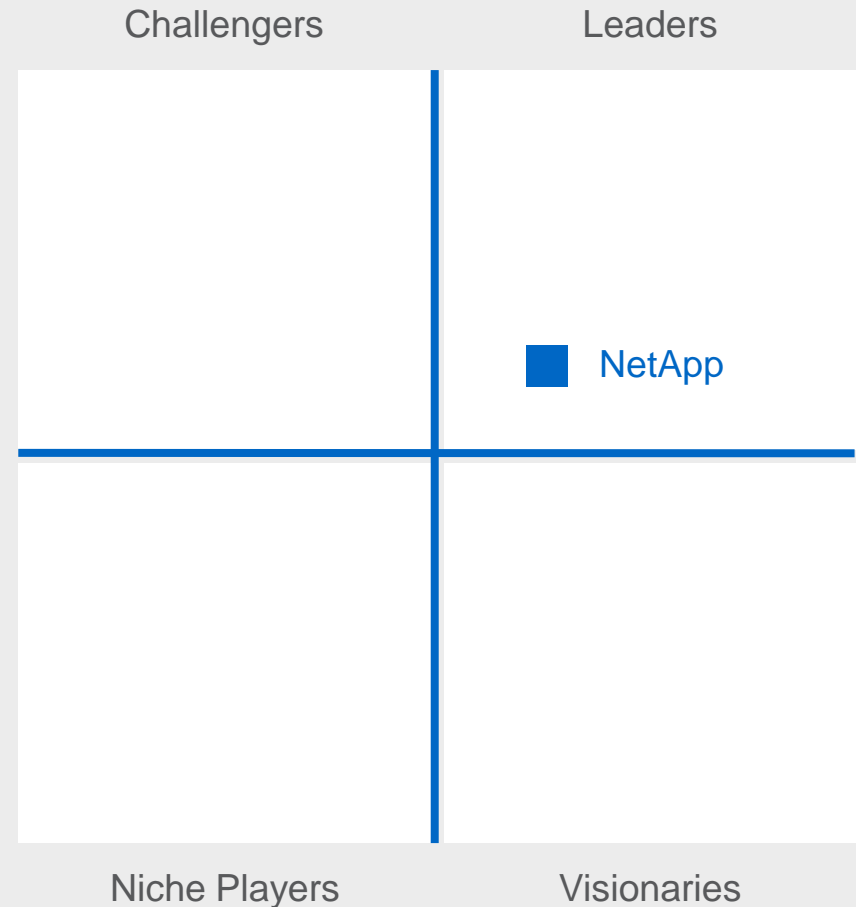 Challengers
Leaders
NetApp
Niche Players
Visionaries